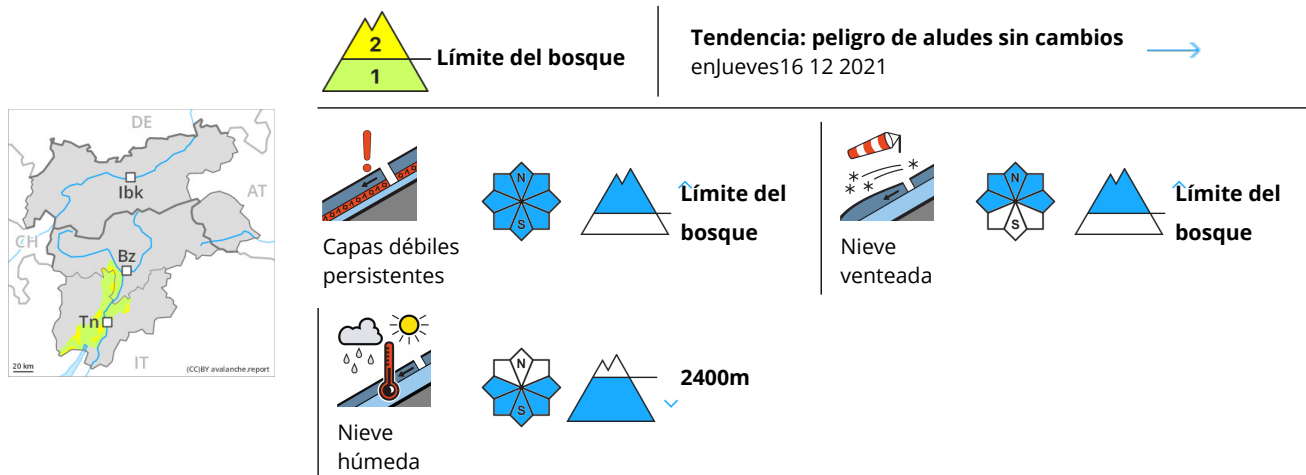 2
1
Límite del bosque
Tendencia: peligro de aludes sin cambios
enJueves16 12 2021
DE
Ibk
AT
CH
Bz
Tn
IT
20 km
(CC)BY avalanche.report
N
S
Límite del
bosque
Capas débiles
persistentes
N
S
Límite del
bosque
Nieve
venteada
N
S
2400m
Nieve
húmeda